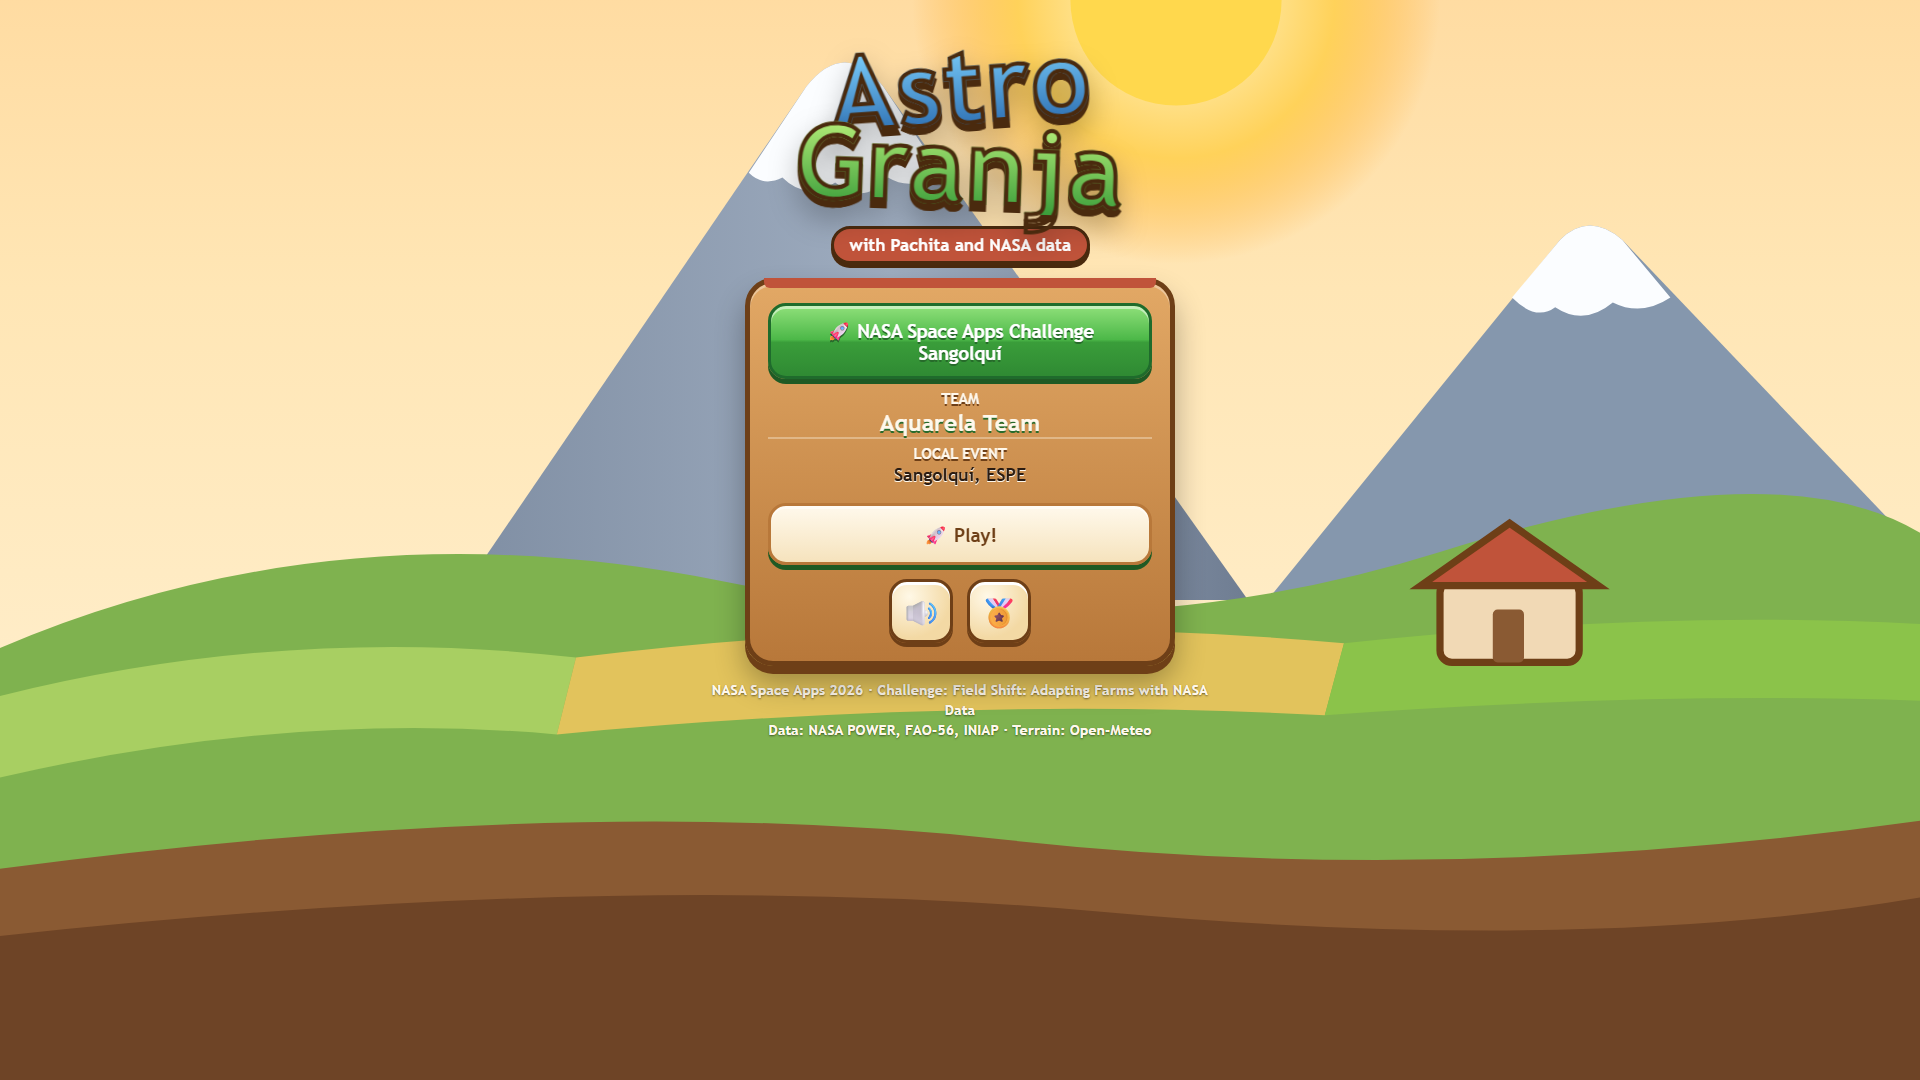 Astro
Granja
with Pachita and NASA data
🚀 NASA Space Apps Challenge
Sangolquí
TEAM
Aquarela Team
LOCAL EVENT
Sangolquí, ESPE
🚀 Play!
NASA Space Apps 2026 · Challenge: Field Shift: Adapting Farms with NASA
Data
Data: NASA POWER, FAO-56, INIAP · Terrain: Open-Meteo